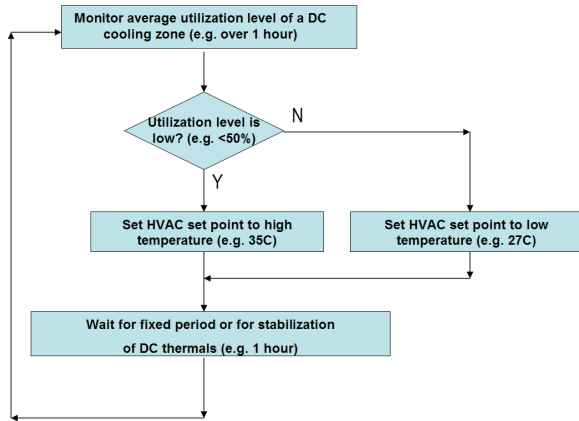 Monitor average utilization level of a DC
cooling zone (e.g. over 1 hour)
Utilization level is
low? (e.g. <50%)
N
Y
Set HVAC set point to high
temperature (e.g. 35C)
Set HVAC set point to low
temperature (e.g. 27C)
Wait for fixed period or for stabilization
of DC thermals (e.g. 1 hour)